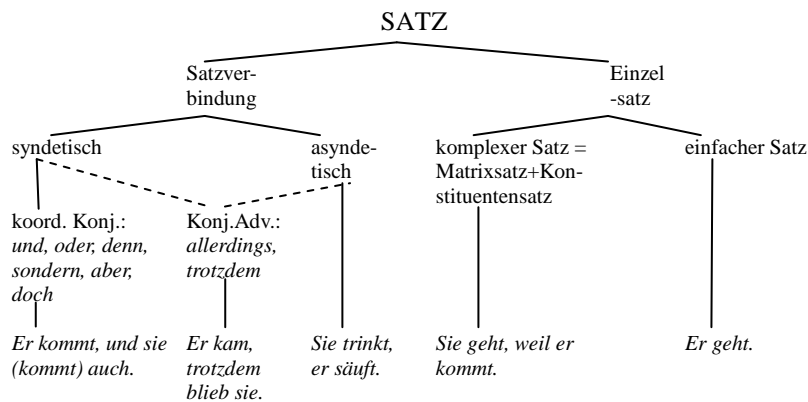 SATZ
Satzver-
bindung
Einzel
-satz
syndetisch
asynde-
tisch
komplexer Satz =
Matrixsatz+Kon-
stituentensatz
einfacher Satz
koord. Konj.:
und, oder, denn,
sondern, aber,
doch
Konj.Adv.:
allerdings,
trotzdem
Er kommt, und sie
(kommt) auch.
Er kam,
trotzdem
blieb sie.
Sie trinkt,
er säuft.
Sie geht, weil er
kommt.
Er geht.